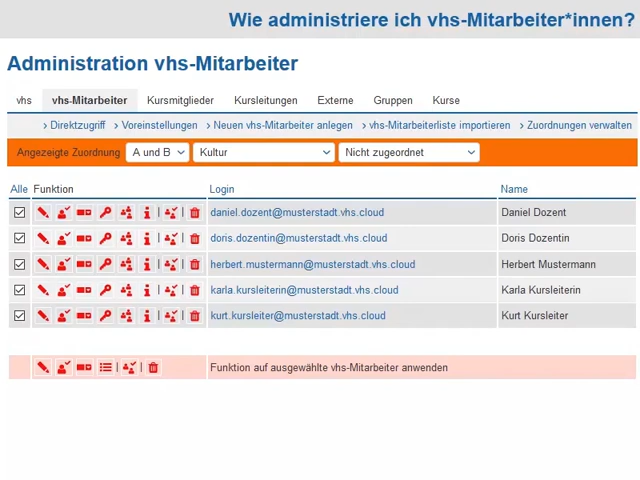 Wie administriere ich vhs-Mitarbeiter*innen?
Administration vhs-Mitarbeiter
vhs vhs-Mitarbeiter Kursmitglieder Kursleitungen Externe Gruppen Kurse
› Direktzugriff › Voreinstellungen › Neuen vhs-Mitarbeiter anlegen › vhs-Mitarbeiterliste importieren › Zuordnungen verwalten
Angezeigte Zuordnung A und B Kultur Nicht zugeordnet
Alle Funktion Login Name
daniel.dozent@musterstadt.vhs.cloud Daniel Dozent
doris.dozentin@musterstadt.vhs.cloud Doris Dozentin
herbert.mustermann@musterstadt.vhs.cloud Herbert Mustermann
karla.kursleiterin@musterstadt.vhs.cloud Karla Kursleiterin
kurt.kursleiter@musterstadt.vhs.cloud Kurt Kursleiter
Funktion auf ausgewählte vhs-Mitarbeiter anwenden